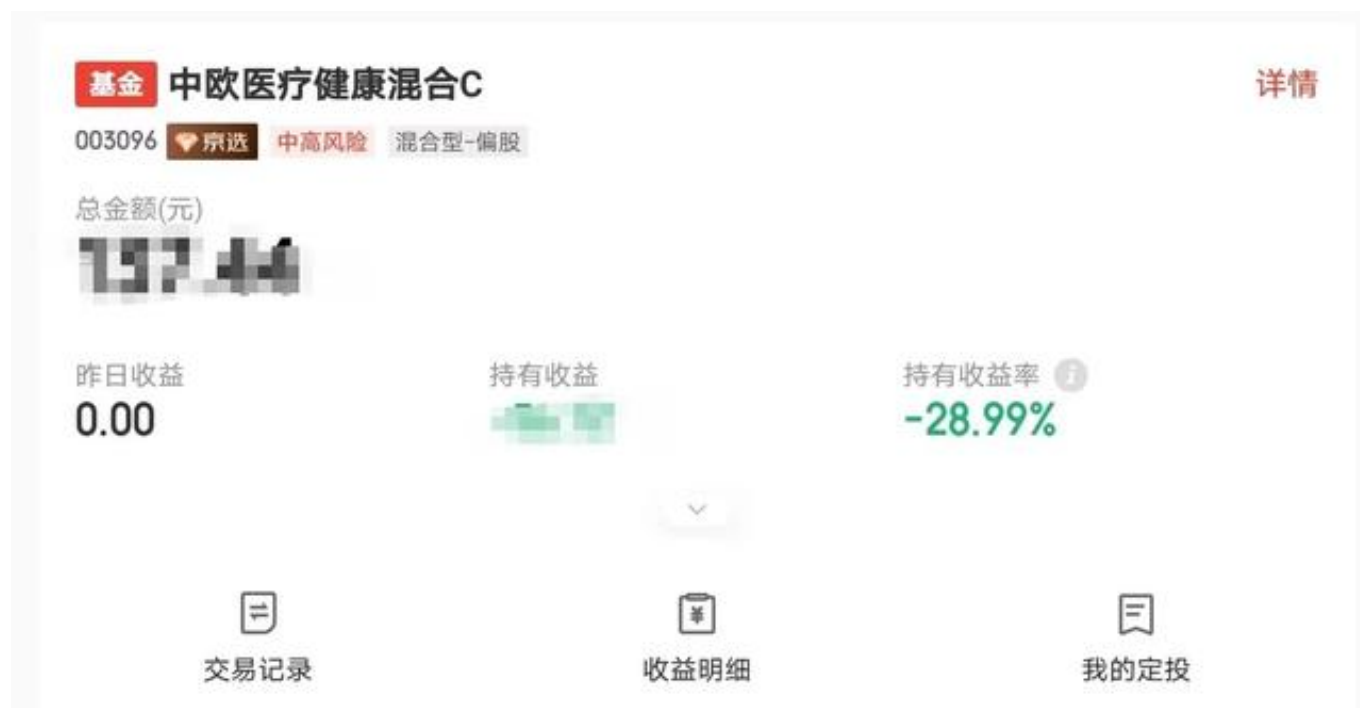 基金 中欧医疗健康混合C 详情
003096 京选 中高风险 混合型-偏股
总金额(元)
昨日收益 持有收益 持有收益率
0.00 -28.99%
交易记录 收益明细 我的定投